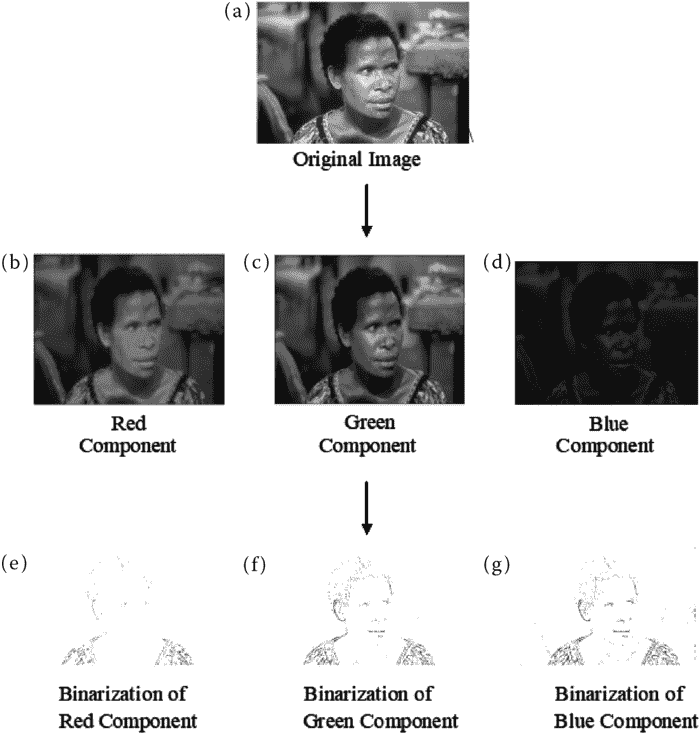 (a)
Original Image
(b) (c) (d)
Red Component
Green Component
Blue Component
(e) (f) (g)
Binarization of Red Component
Binarization of Green Component
Binarization of Blue Component